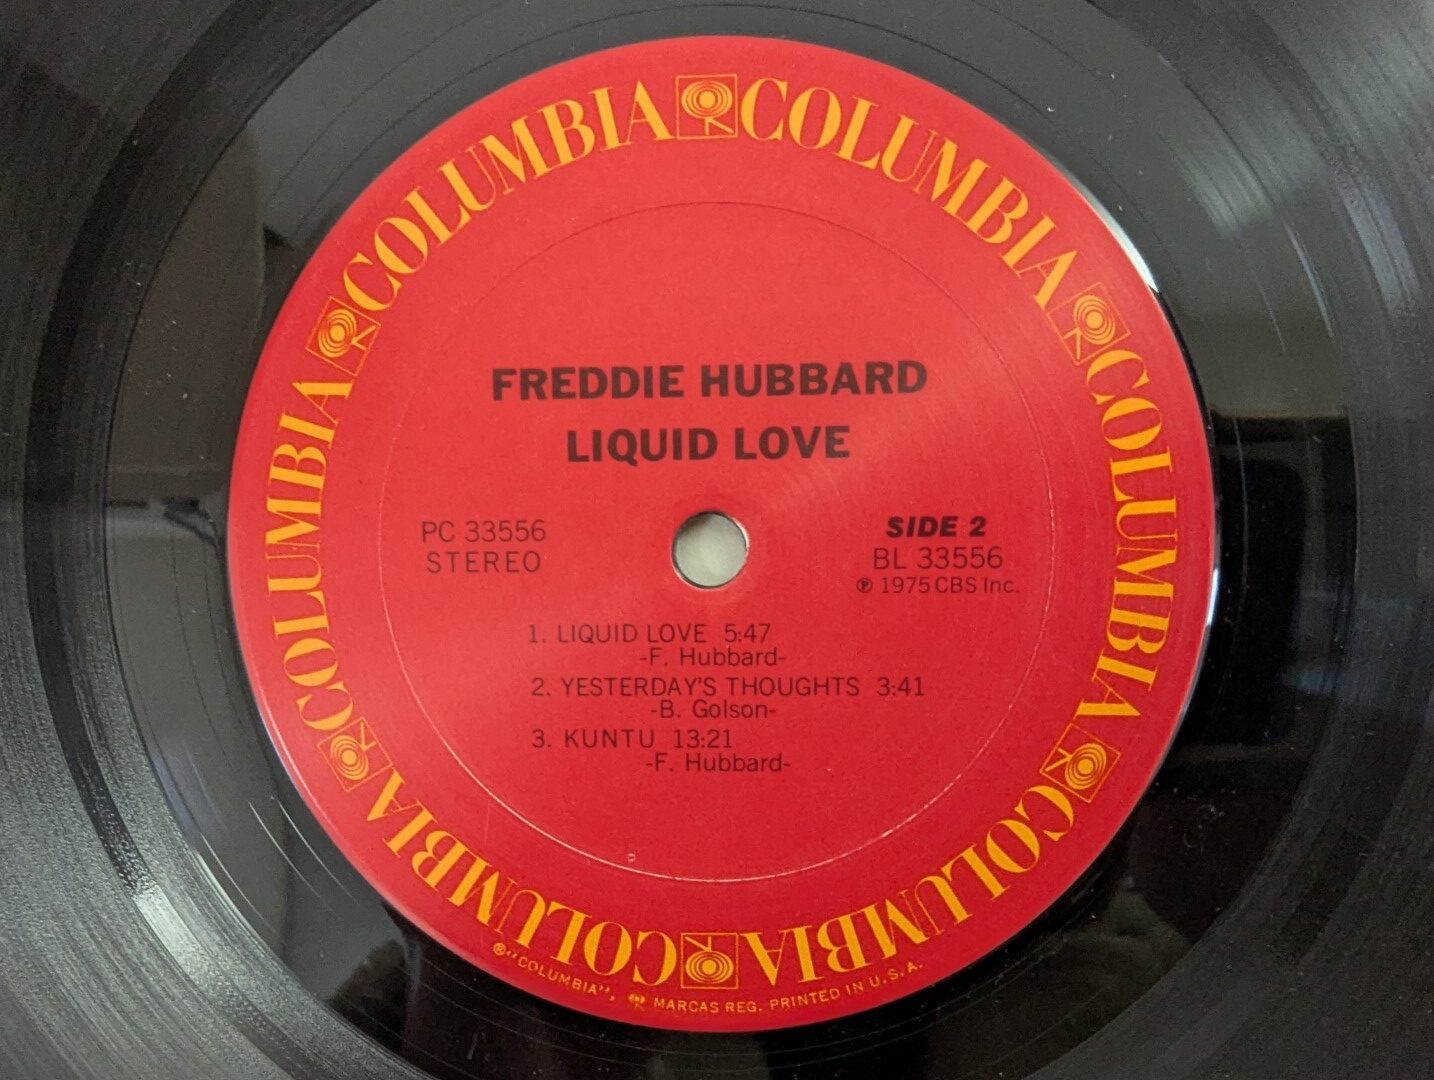 COLUMBIA COLUMBIA COLUMBIA COLUMBIA COLUMBIA COLUMBIA
FREDDIE HUBBARD
LIQUID LOVE
PC 33556
STEREO
SIDE 2
BL 33556
℗ 1975 CBS Inc.
1. LIQUID LOVE 5:47
-F. Hubbard-
2. YESTERDAY'S THOUGHTS 3:41
-B. Golson-
3. KUNTU 13:21
-F. Hubbard-
®"COLUMBIA", MARCAS REG. PRINTED IN U.S.A.